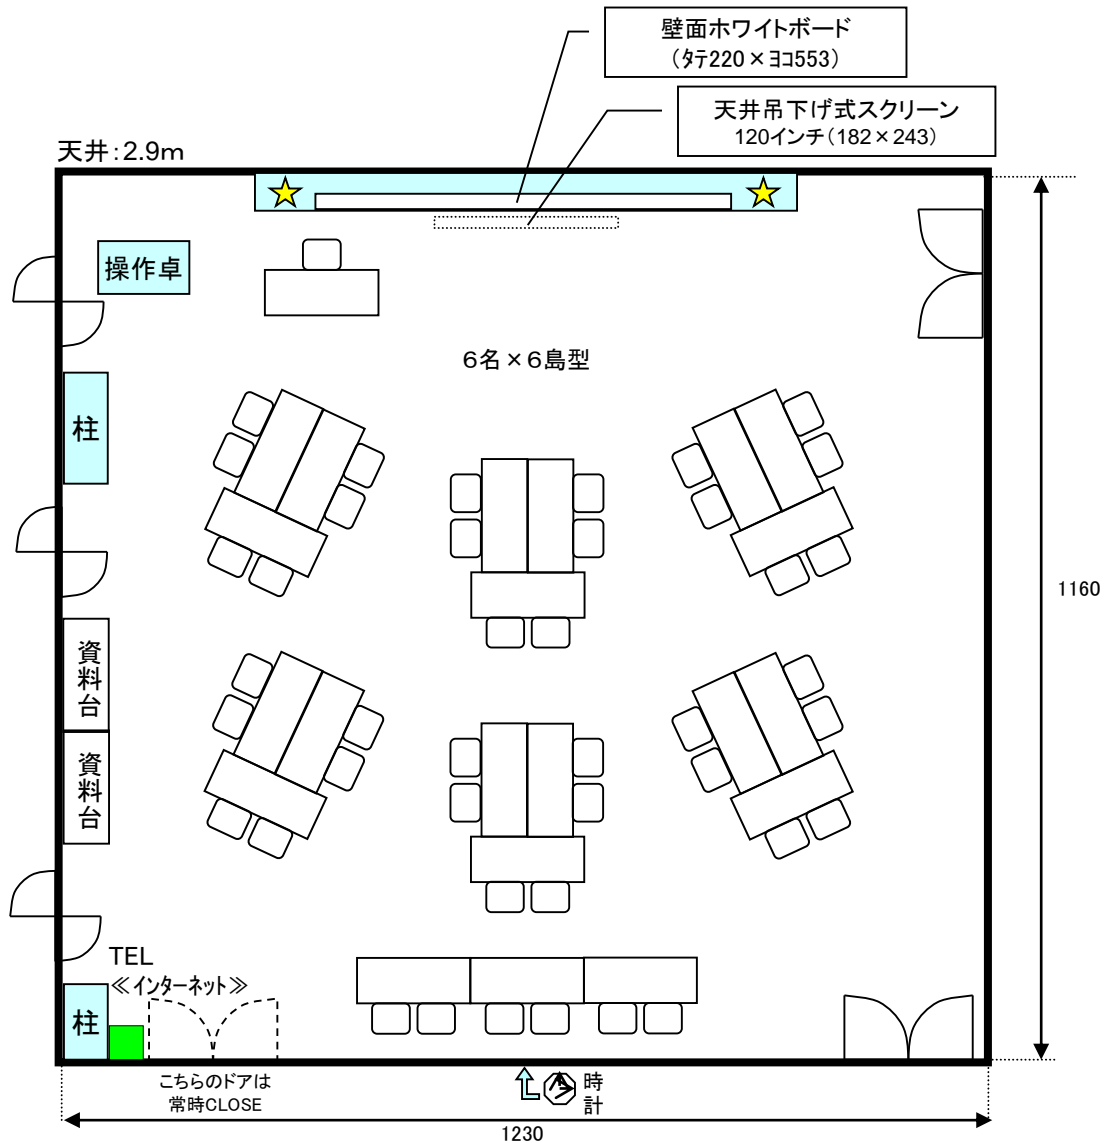 壁面ホワイトボード
（ﾀﾃ220×ﾖｺ553）
天井吊下げ式スクリーン
120インチ（182×243）
天井：2.9ｍ
操作卓
６名×６島型
柱
1160
資料台
資料台
TEL
≪インターネット≫
柱
こちらのドアは
常時CLOSE
時計
1230